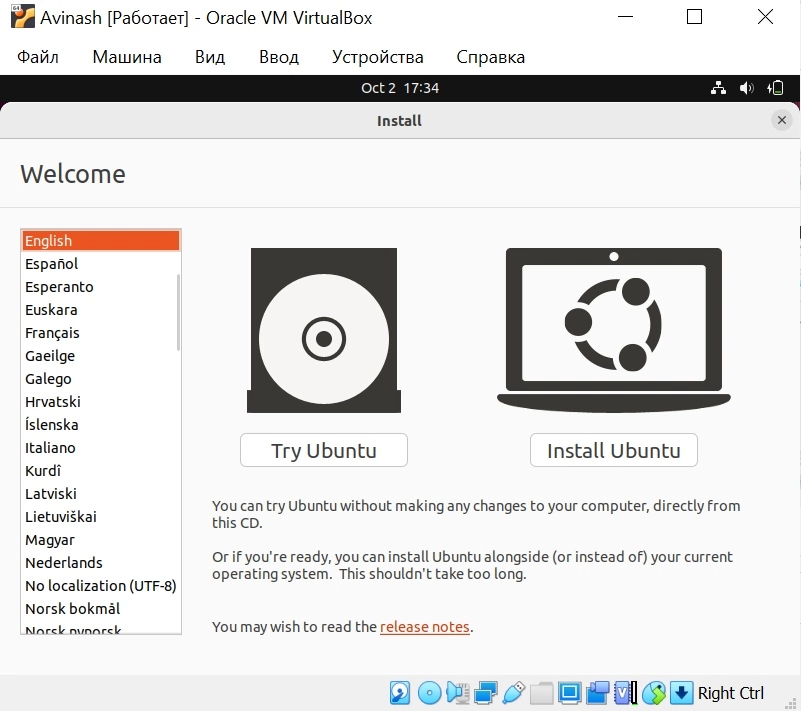 Avinash [Работает] - Oracle VM VirtualBox
Файл Машина Вид Ввод Устройства Справка
Oct 2 17:34
Install
Welcome
English
Español
Esperanto
Euskara
Français
Gaeilge
Galego
Hrvatski
Íslenska
Italiano
Kurdî
Latviski
Lietuviškai
Magyar
Nederlands
No localization (UTF-8)
Norsk bokmål
Norsk nynorsk
Try Ubuntu
Install Ubuntu
You can try Ubuntu without making any changes to your computer, directly from
this CD.
Or if you're ready, you can install Ubuntu alongside (or instead of) your current
operating system. This shouldn't take too long.
You may wish to read the release notes.
Right Ctrl